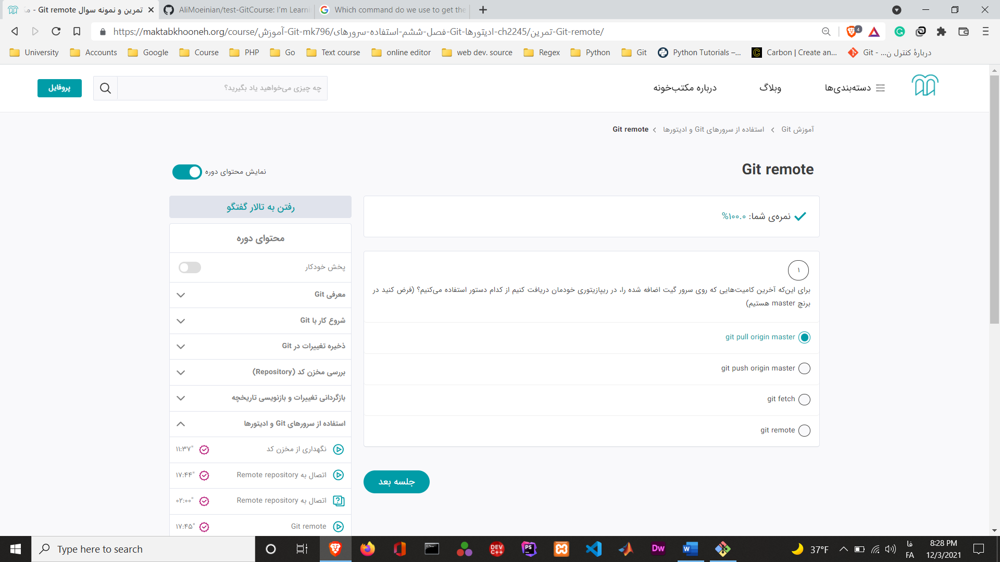 تمرین و نمونه سوال Git remote - مک
AliMoeinian/test-GitCourse: I'm Learni
Which command do we use to get the
https://maktabkhooneh.org/course/آموزش-Git-mk796/فصل-ششم-استفاده-سرورهای-Git-ادیتورها-ch2245/تمرین-Git-remote/
4
University
Accounts
Google
Course
PHP
Go
Text course
online editor
web dev. source
Regex
Python
Git
Python Tutorials –...
Carbon | Create an...
Git - ...دربارهٔ کنترل ن
دسته‌بندی‌ها
وبلاگ
درباره مکتب‌خونه
چه چیزی می‌خواهید یاد بگیرید؟
پروفایل
آموزش Git
استفاده از سرورهای Git و ادیتورها
Git remote
Git remote
نمایش محتوای دوره
نمره‌ی شما: ۱۰۰.۰%
۱
برای این‌که آخرین کامیت‌هایی که روی سرور گیت اضافه شده را، در ریپازیتوری خودمان دریافت کنیم از کدام دستور استفاده می‌کنیم؟ (فرض کنید در
برنچ master هستیم)
git pull origin master
git push origin master
git fetch
git remote
جلسه بعد
رفتن به تالار گفتگو
محتوای دوره
پخش خودکار
معرفی Git
شروع کار با Git
ذخیره تغییرات در Git
بررسی مخزن کد (Repository)
بازگردانی تغییرات و بازنویسی تاریخچه
استفاده از سرورهای Git و ادیتورها
نگهداری از مخزن کد
۱۱:۳۷"
اتصال به Remote repository
۱۷:۴۴"
اتصال به Remote repository
۰۲:۰۰"
Git remote
۱۷:۴۵"
Type here to search
DEV C++
PS
Dw
W
37°F
فا
FA
8:28 PM
12/3/2021